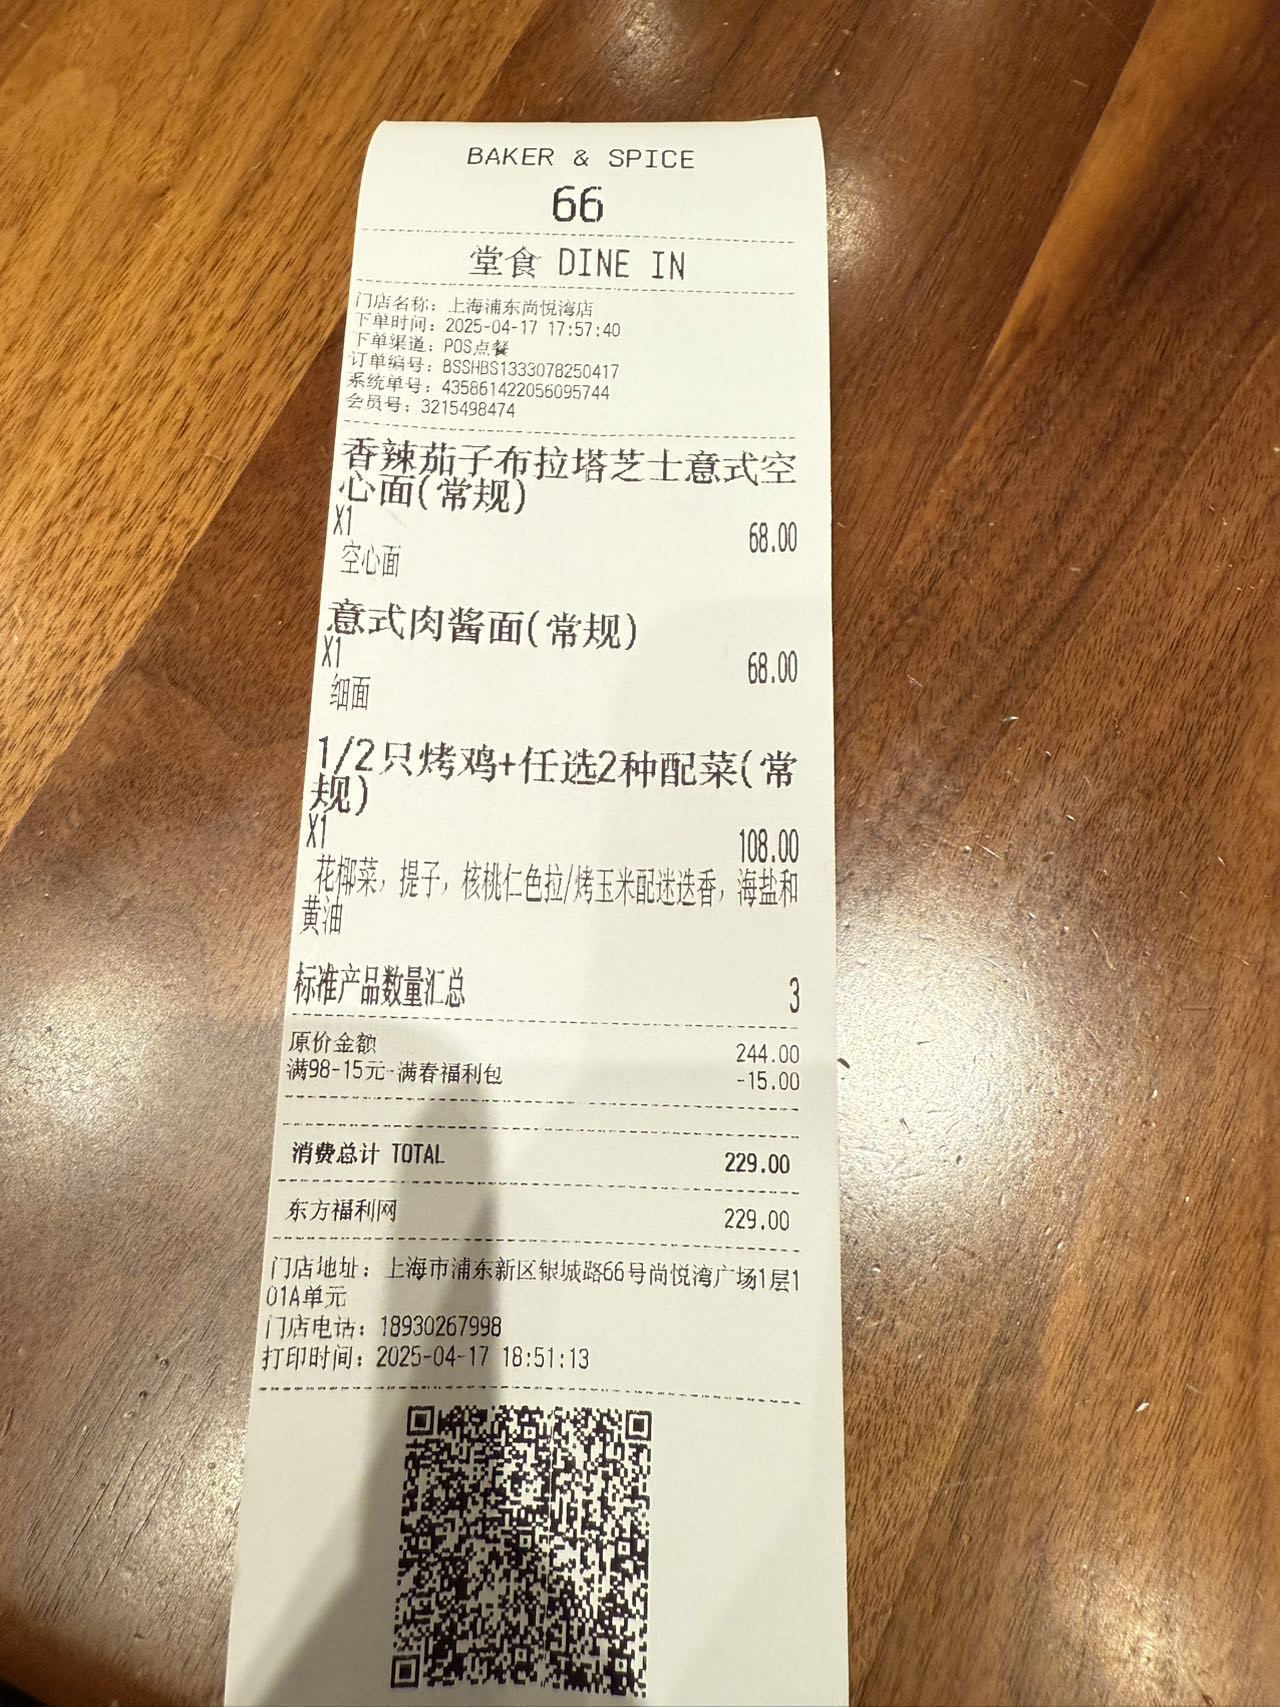 BAKER & SPICE
66
堂食 DINE IN
门店名称：上海浦东尚悦湾店
下单时间：2025-04-17 17:57:40
下单渠道：POS点餐
订单编号：BSSHBS1333078250417
系统单号：435861422056095744
会员号：3215498474
香辣茄子布拉塔芝士意式空
心面(常规)
X1 68.00
空心面
意式肉酱面(常规)
X1 68.00
细面
1/2只烤鸡+任选2种配菜(常
规)
X1 108.00
花椰菜，提子，核桃仁色拉/烤玉米配迷迭香，海盐和
黄油
标准产品数量汇总 3
原价金额 244.00
满98-15元-满春福利包 -15.00
消费总计 TOTAL 229.00
东方福利网 229.00
门店地址：上海市浦东新区银城路66号尚悦湾广场1层1
01A单元
门店电话：18930267998
打印时间：2025-04-17 18:51:13